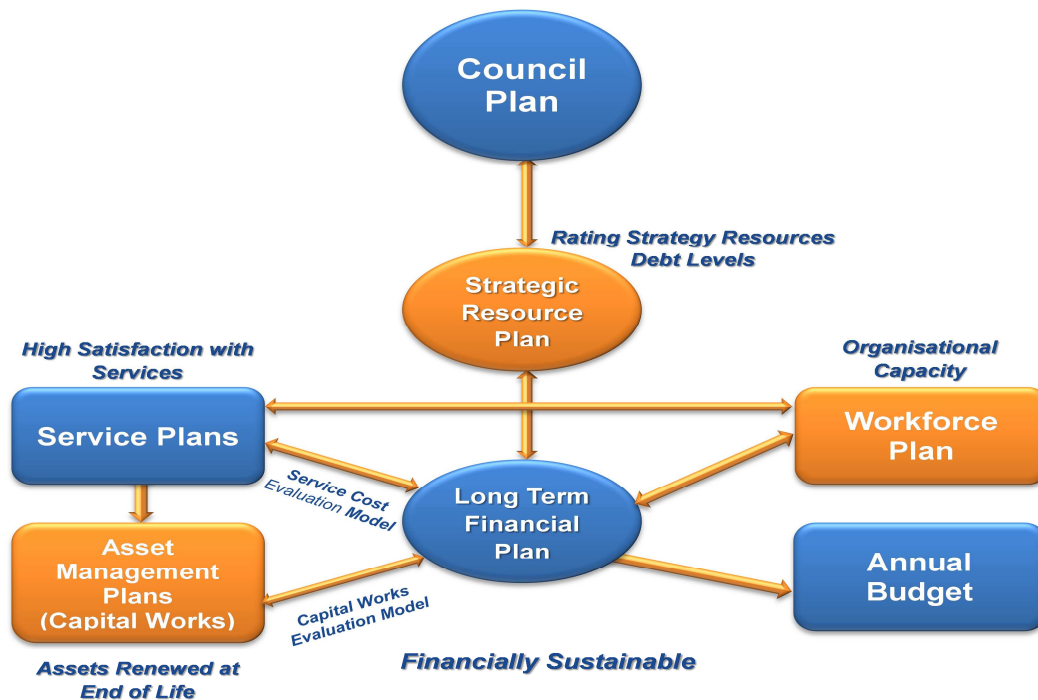 Council
Plan
Rating Strategy Resources
Debt Levels
Strategic
Resource
Plan
High Satisfaction with
Services
Organisational
Capacity
Service Plans
Workforce
Plan
Service Cost
Evaluation Model
Long Term
Financial
Plan
Asset
Management
Plans
(Capital Works)
Annual
Budget
Capital Works
Evaluation Model
Financially Sustainable
Assets Renewed at
End of Life